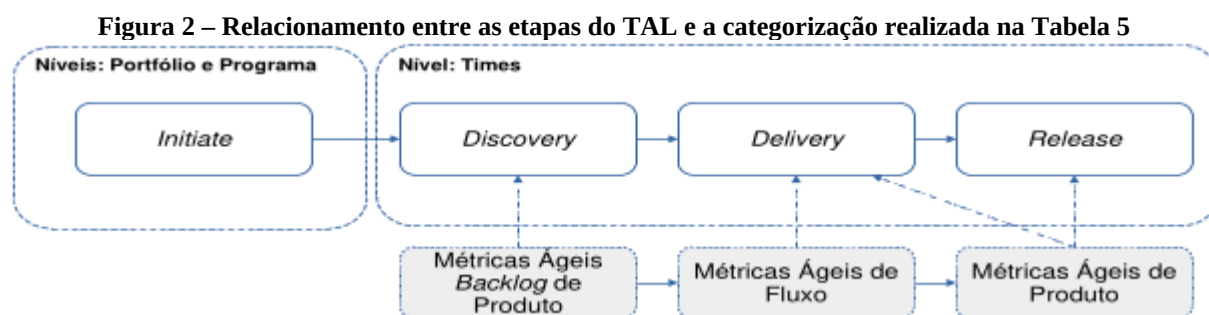 Figura 2 – Relacionamento entre as etapas do TAL e a categorização realizada na Tabela 5
Níveis: Portfólio e Programa
Nível: Times
Initiate
Discovery
Delivery
Release
Métricas Ágeis
Backlog de
Produto
Métricas Ágeis de
Fluxo
Métricas Ágeis de
Produto